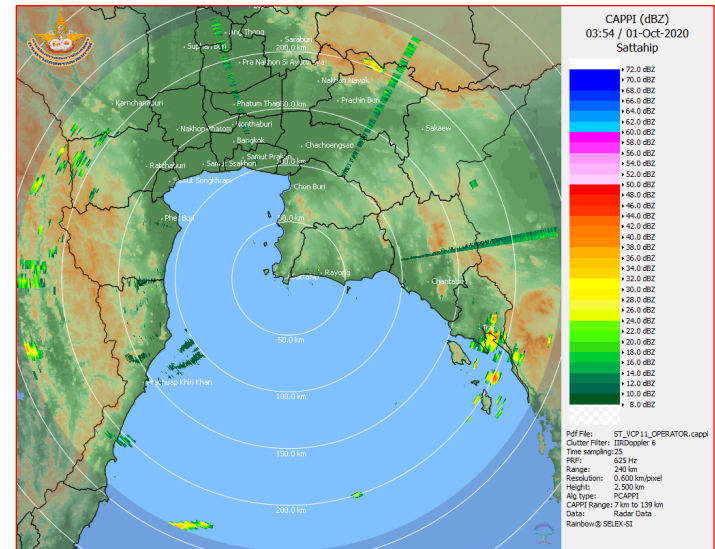 CAPPI (dBZ)
03:54 / 01-Oct-2020
Sattahip
72.0 dBZ
70.0 dBZ
68.0 dBZ
66.0 dBZ
64.0 dBZ
62.0 dBZ
60.0 dBZ
58.0 dBZ
56.0 dBZ
54.0 dBZ
52.0 dBZ
50.0 dBZ
48.0 dBZ
46.0 dBZ
44.0 dBZ
42.0 dBZ
40.0 dBZ
38.0 dBZ
36.0 dBZ
34.0 dBZ
32.0 dBZ
30.0 dBZ
28.0 dBZ
26.0 dBZ
24.0 dBZ
22.0 dBZ
20.0 dBZ
18.0 dBZ
16.0 dBZ
14.0 dBZ
12.0 dBZ
10.0 dBZ
8.0 dBZ
Pdf File: ST_VCP11_OPERATOR.cappi
Clutter Filter: IIRDoppler 6
Time sampling:25
PRF: 625 Hz
Range: 240 km
Resolution: 0.600 km/pixel
Height: 2.500 km
Alg type: PCAPPI
CAPPI Range: 7 km to 139 km
Data: Radar Data
Rainbow® SELEX-SI
Thong
Saraburi
Suphan Buri
200.0 km
Pra Nakhon Si Ayutthaya
Nakhon Nayok
Karnchanaburi
Phatum Thani
Prachin Buri
Nonthaburi
Nakhon Phatom
Sakaew
Bangkok
Chachoengsao
Samut Prakan
Ratchaburi
Samut Ssakhon
Samut Songkhram
Chon Buri
Phet Buri
Rayong
Chantaburi
Trat
50.0 km
Prachuap Khiri Khan
100.0 km
150.0 km
200.0 km